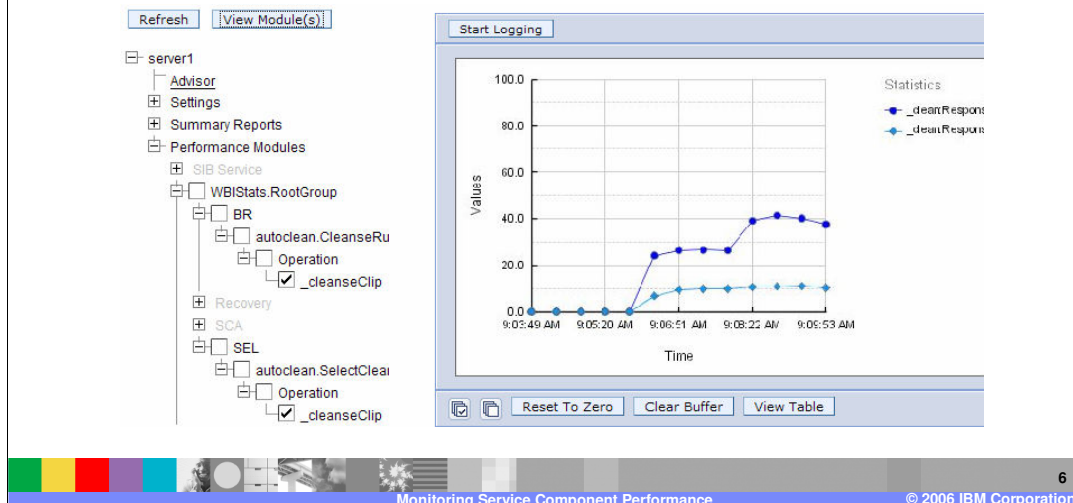 Refresh
View Module(s)
server1
Advisor
Settings
Summary Reports
Performance Modules
SIB Service
WBIStats.RootGroup
BR
autoclean.CleanseRu
Operation
_cleanseClip
Recovery
SCA
SEL
autoclean.SelectClea
Operation
_cleanseClip
Start Logging
100.0
80.0
60.0
40.0
20.0
0.0
Values
9:03:49 AM 9:05:20 AM 9:06:51 AM 9:08:22 AM 9:09:53 AM
Time
Statistics
Reset To Zero
Clear Buffer
View Table
6
Monitoring Service Component Performance
© 2006 IBM Corporation